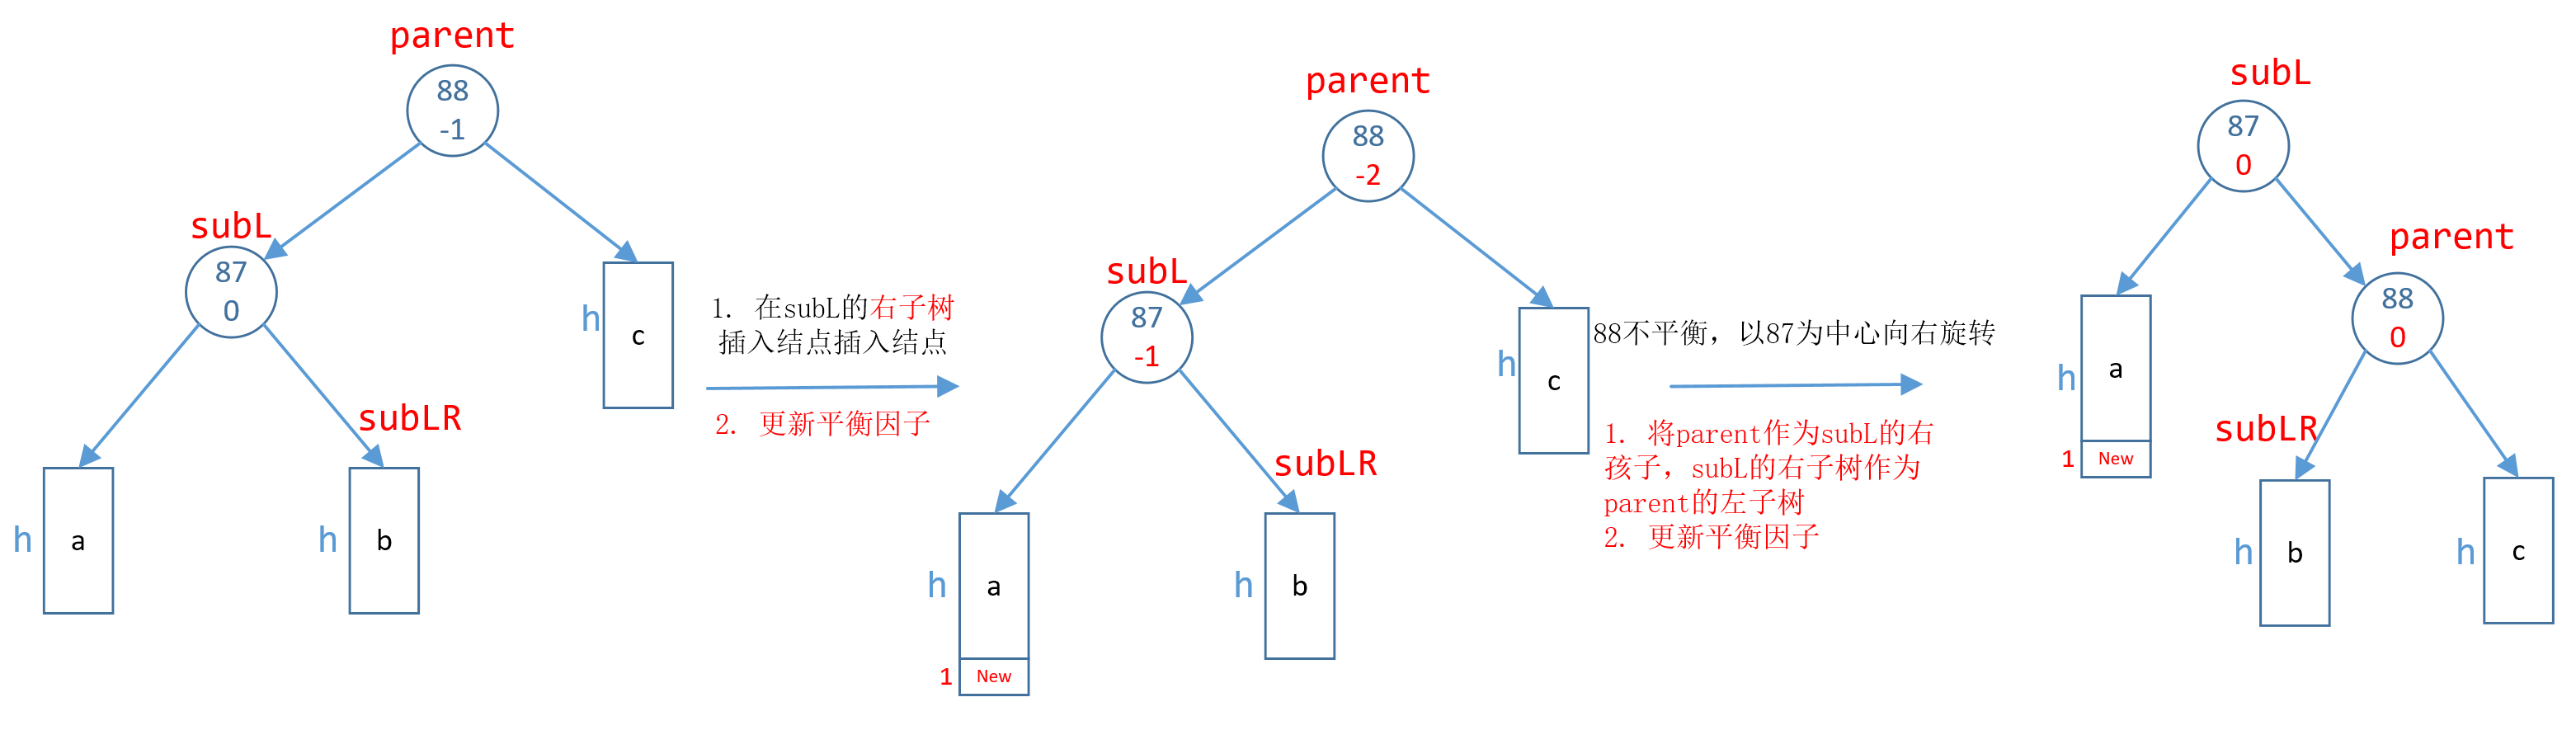 parent
88
-1
subL
87
0
subLR
h
a
h
b
h
c
1. 在subL的右子树
插入结点插入结点
2. 更新平衡因子
parent
88
-2
subL
87
-1
subLR
h
a
1
New
h
b
h
c
88不平衡，以87为中心向右旋转
1. 将parent作为subL的右
孩子，subL的右子树作为
parent的左子树
2. 更新平衡因子
subL
87
0
parent
88
0
h
a
1
New
subLR
h
b
h
c